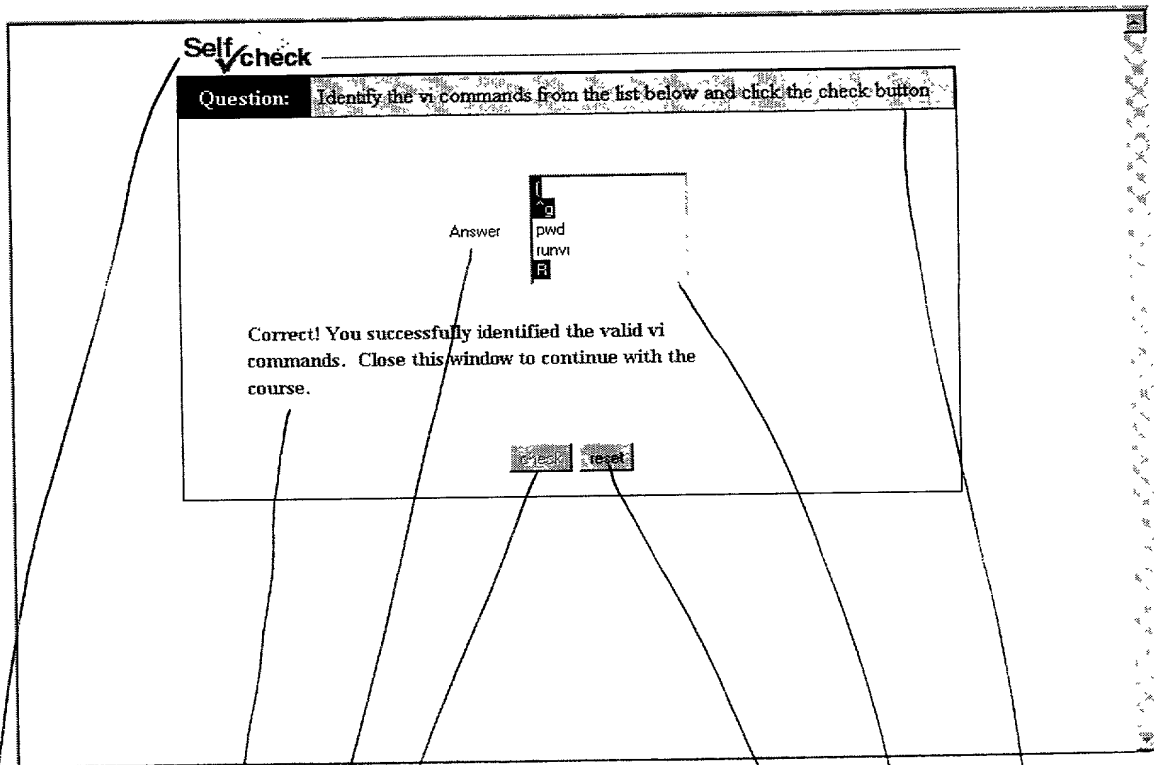 Self check
Question: Identify the vi commands from the list below and click the check button
^g
Answer
pwd
runvi
R
Correct! You successfully identified the valid vi
commands. Close this window to continue with the
course.
check reset